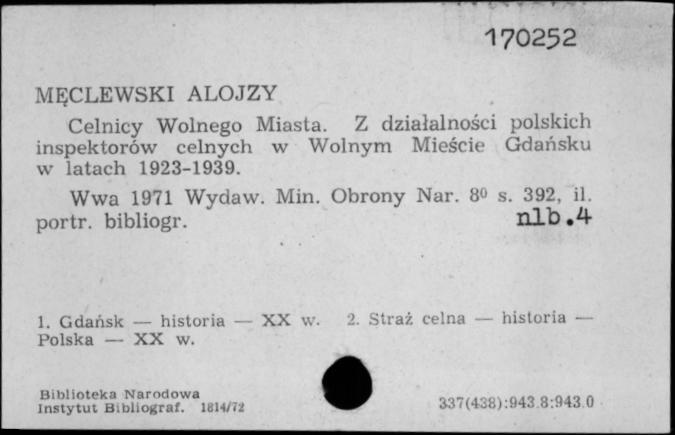 170252
MĘCLEWSKI ALOJZY
Celnicy Wolnego Miasta. Z działalności polskich
inspektorów celnych w Wolnym Mieście Gdańsku
w latach 1923-1939.
Wwa 1971 Wydaw. Min. Obrony Nar. 8⁰ s. 392, il.
portr. bibliogr. nlb.4
1. Gdańsk — historia — XX w. 2. Straż celna — historia —
Polska — XX w.
Biblioteka Narodowa
Instytut Bibliograf. 1814/72
337(438):943.8:943.0